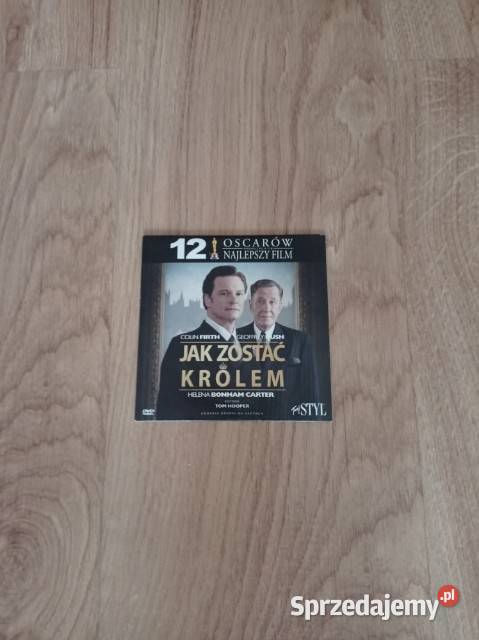 12 OSCARÓW
NAJLEPSZY FILM
COLIN FIRTH GEOFFREY RUSH
JAK ZOSTAĆ
KRÓLEM
HELENA BONHAM CARTER
TOM HOOPER
DVD
STYL
Sprzedajemy.pl